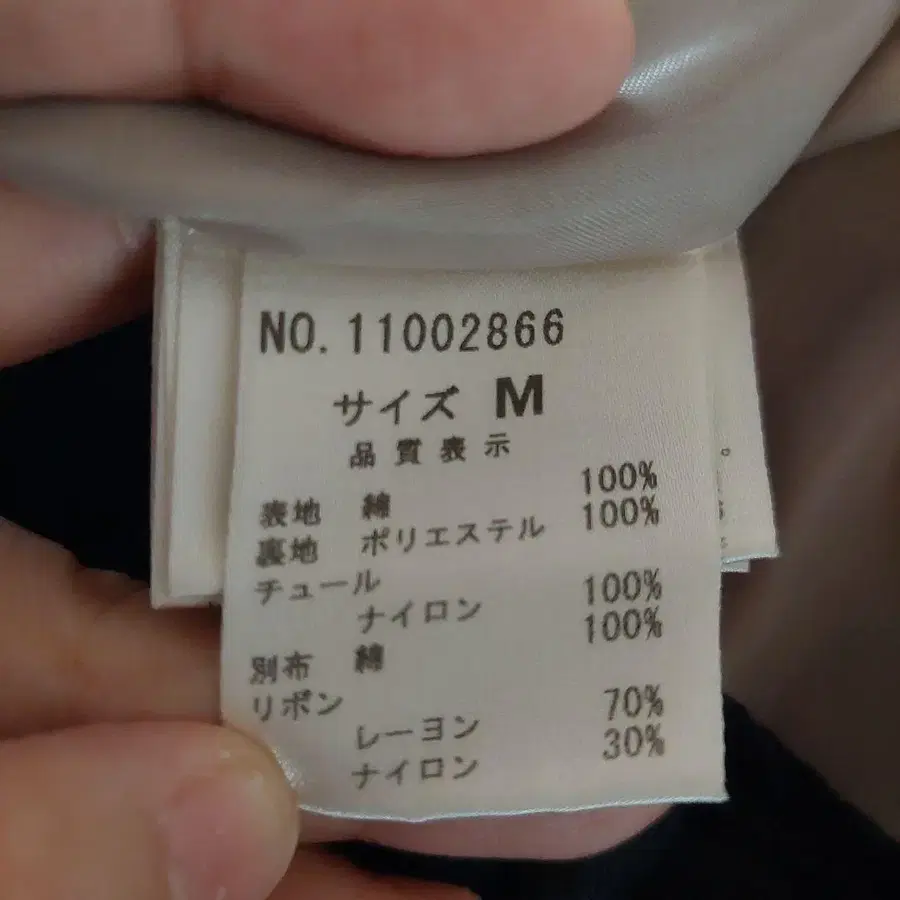 NO. 11002866
サイズ M
品質表示
表地 綿 100%
裏地 ポリエステル 100%
チュール
ナイロン 100%
別布 綿 100%
リボン
レーヨン 70%
ナイロン 30%